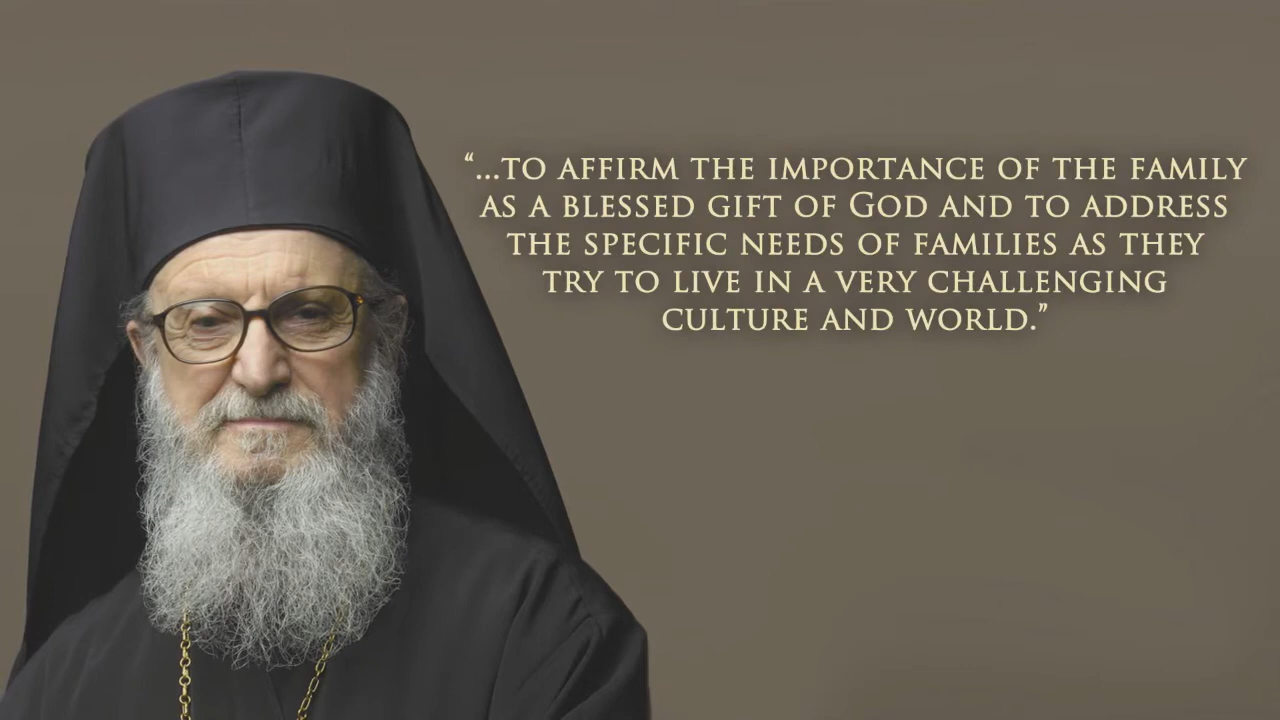 “...to affirm the importance of the family
as a blessed gift of God and to address
the specific needs of families as they
try to live in a very challenging
culture and world.”